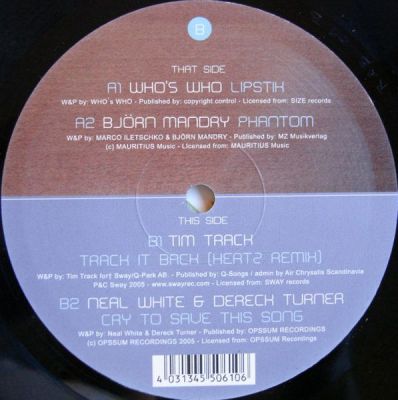 B
THAT SIDE
A1 WHO'S WHO LIPSTIK
W&P by: WHO's WHO - Published by: copyright control - Licensed from: SIZE records
A2 BJÖRN MANDRY PHANTOM
W&P by: MARCO ILETSCHKO & BJÖRN MANDRY - Published by: MZ Musikverlag
(c) MAURITIUS Music - Licensed from: MAURITIUS Music
THIS SIDE
B1 TIM TRACK
TRACK IT BACK (HEATZ REMIX)
W&P by: Tim Track fort Sway/Q-Park AB. - Published by: Q-Songs / admin by Air Chrysalis Scandinavia
P&C Sway 2005 - www.swayrec.com - Licensed from: SWAY records
B2 NEAL WHITE & DERECK TURNER
CRY TO SAVE THIS SONG
W&P by: Neal White & Dereck Turner - Published by: OPSSUM RECORDINGS
(c) OPSSUM RECORDINGS 2005 - Licensed from: OPSSUM Recordings
4 031345 506106